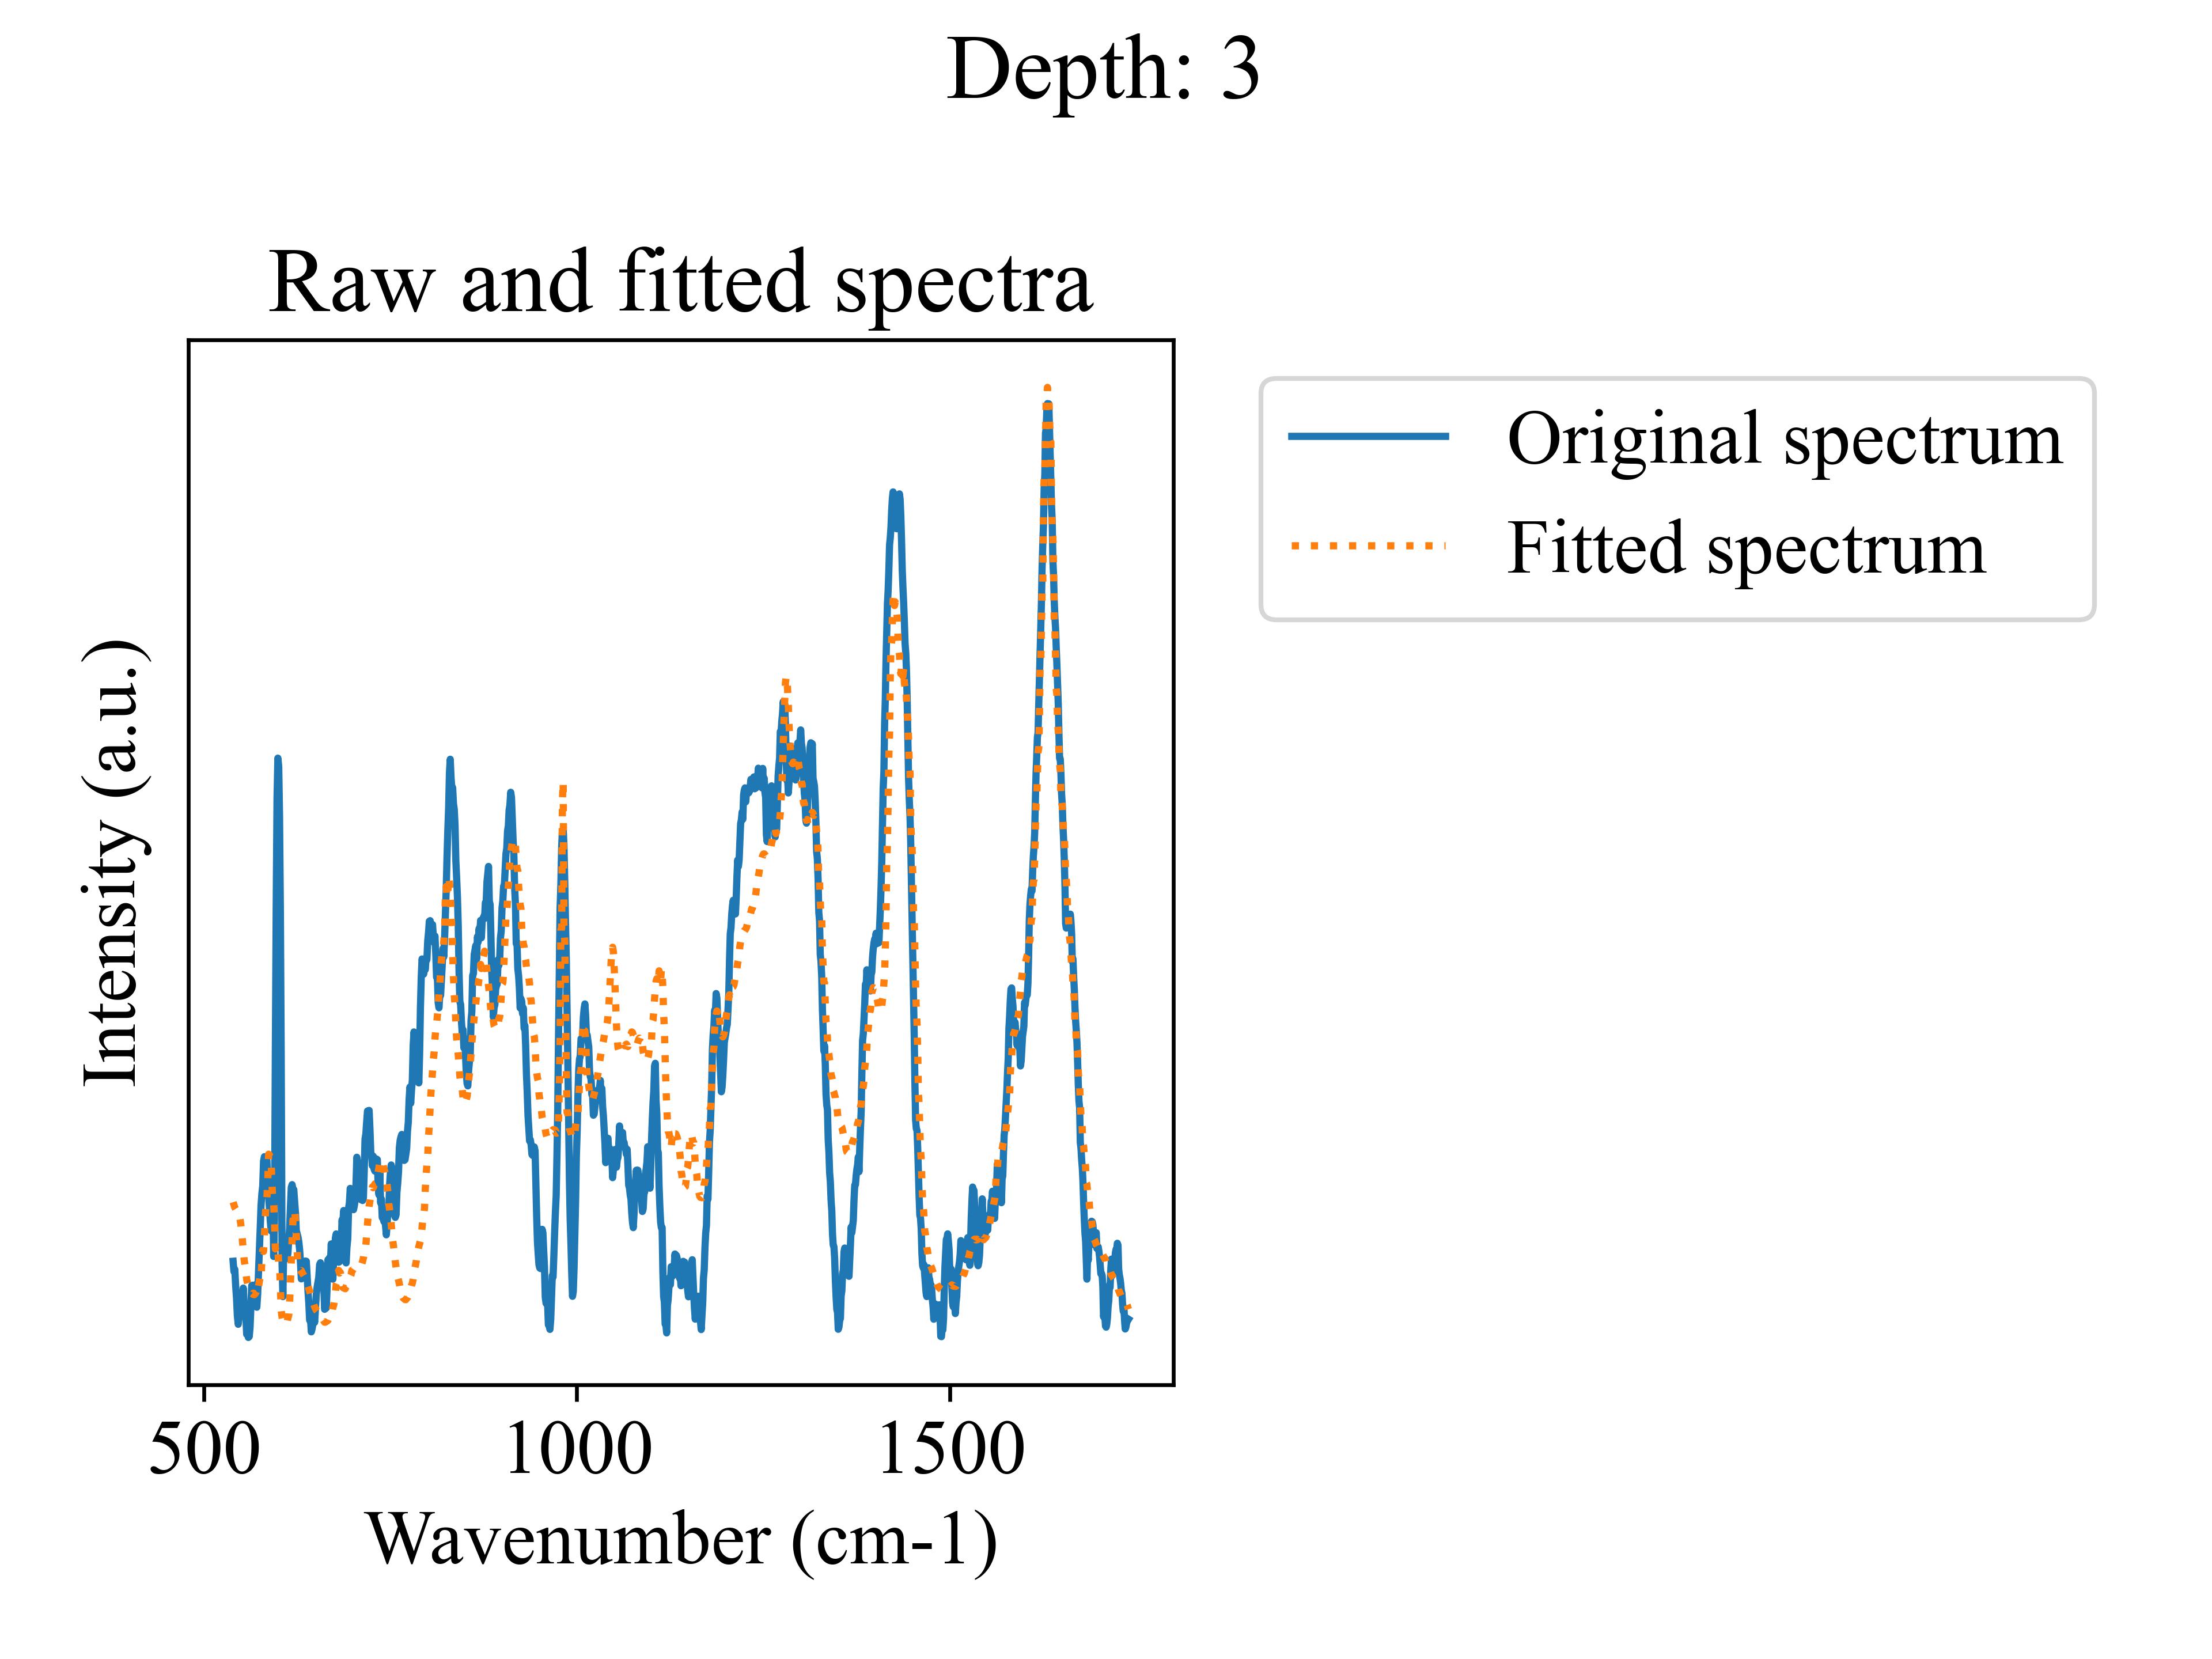 Depth: 3
Raw and fitted spectra
Original spectrum
Fitted spectrum
Intensity (a.u.)
500 1000 1500
Wavenumber (cm-1)